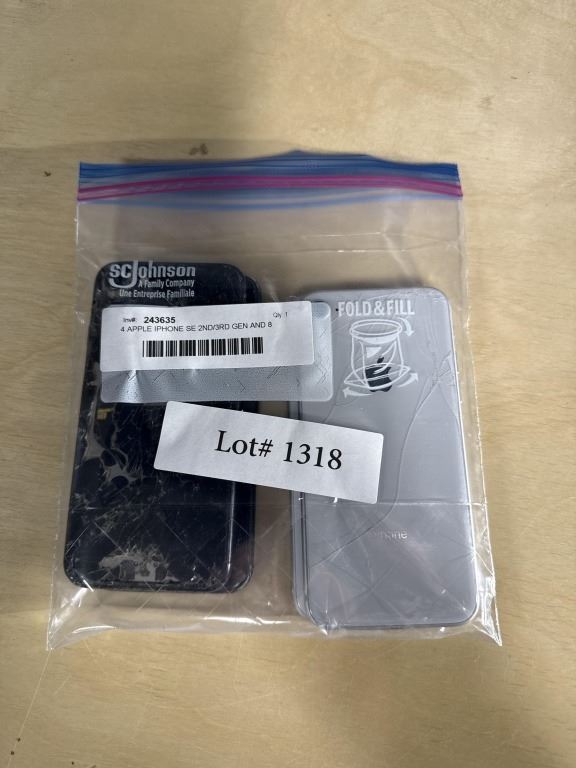 SC Johnson
A Family Company
Une Entreprise Familiale
Inv#: 243635 Qty 1
4 APPLE IPHONE SE 2ND/3RD GEN AND 8
FOLD & FILL
Lot# 1318